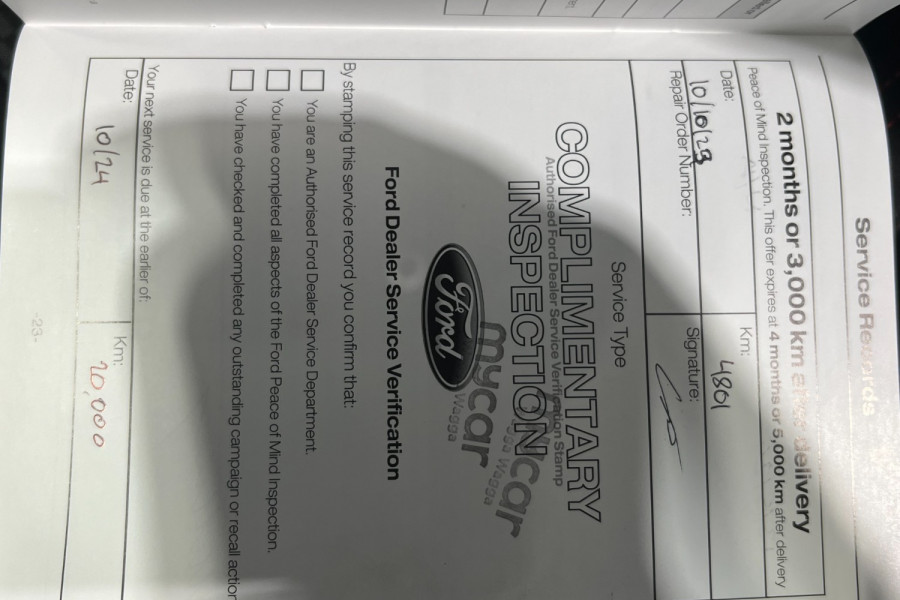 Service Records
2 months or 3,000 km after delivery
Peace of Mind Inspection. This offer expires at 4 months or 5,000 km after delivery
Date:
10/10/23
Km:
4801
Repair Order Number:
Signature:
Service Type
COMPLIMENTARY
Authorised Ford Dealer Service Verification Stamp
INSPECTION
mycar
Wagga Wagga
Ford
mycar
Wagga
Ford Dealer Service Verification
By stamping this service record you confirm that:
You are an Authorised Ford Dealer Service Department.
You have completed all aspects of the Ford Peace of Mind Inspection.
You have checked and completed any outstanding campaign or recall action
Your next service is due at the earlier of:
Date:
10/24
Km:
20,000
-23-